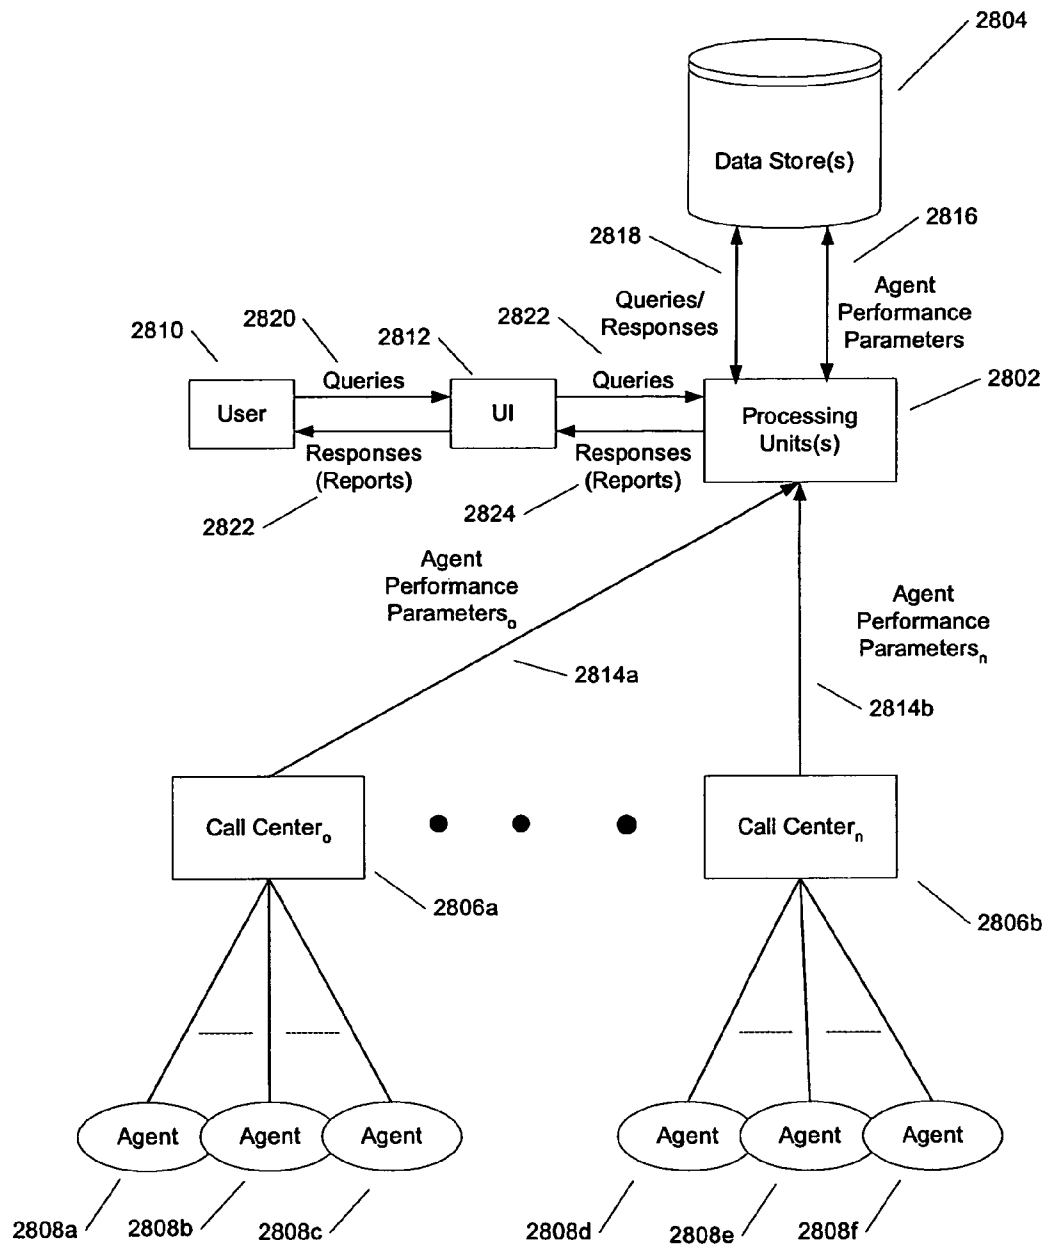 2804
Data Store(s)
2818
2816
Queries/
Responses
Agent
Performance
Parameters
2810
2820
2812
2822
2802
Queries
Queries
User
UI
Processing
Units(s)
Responses
(Reports)
Responses
(Reports)
2822
2824
Agent
Performance
Parametersₒ
Agent
Performance
Parametersₙ
2814a
2814b
Call Centerₒ
Call Centerₙ
2806a
2806b
Agent
Agent
Agent
Agent
Agent
Agent
2808a
2808b
2808c
2808d
2808e
2808f